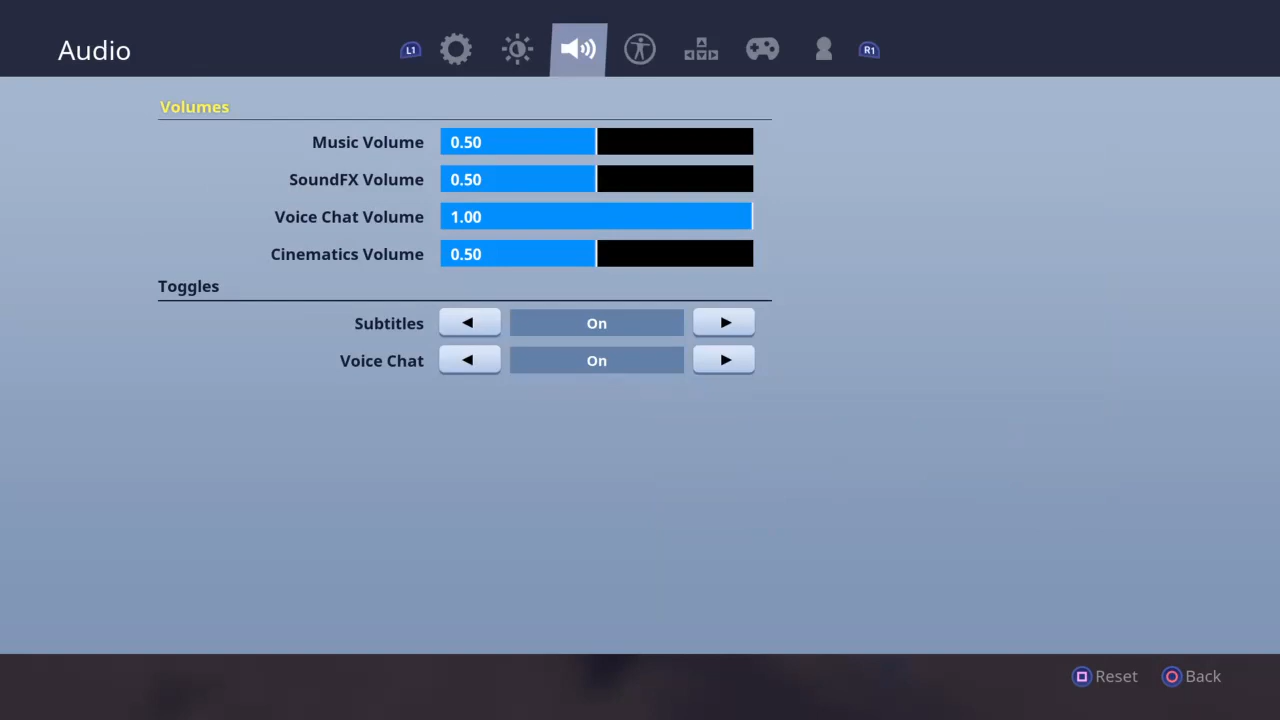 Audio
L1
R1
Volumes
Music Volume 0.50
SoundFX Volume 0.50
Voice Chat Volume 1.00
Cinematics Volume 0.50
Toggles
Subtitles On
Voice Chat On
Reset Back